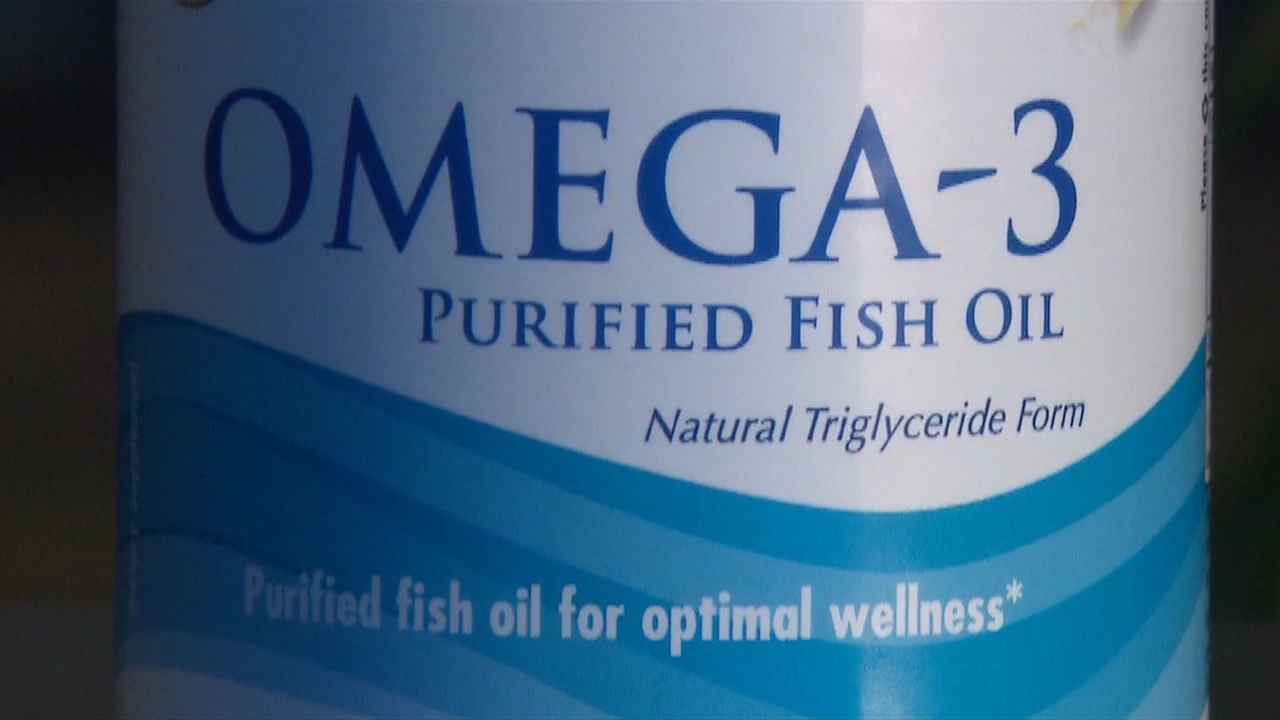 OMEGA-3
PURIFIED FISH OIL
Natural Triglyceride Form
Purified fish oil for optimal wellness*